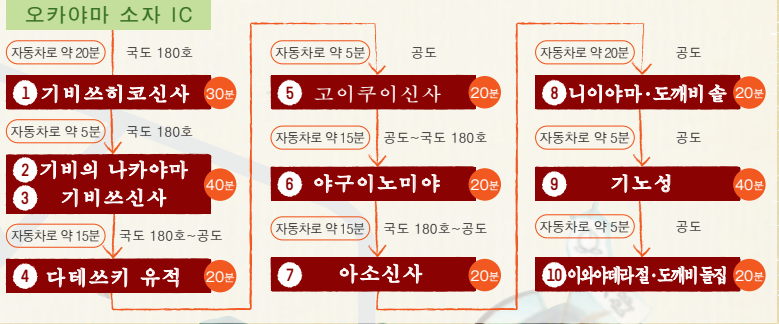 오카야마 소자 IC
자동차로 약 20분 국도 180호
1 기비쓰히코신사 30분
자동차로 약 5분 국도 180호
2 기비의 나카야마
3 기비쓰신사 40분
자동차로 약 15분 국도 180호~공도
4 다테쓰키 유적 20분
자동차로 약 5분 공도
5 고이쿠이신사 20분
자동차로 약 15분 공도~국도 180호
6 야구이노미야 20분
자동차로 약 15분 국도 180호~공도
7 아소신사 20분
자동차로 약 20분 공도
8 니이야마·도깨비 솥 20분
자동차로 약 5분 공도
9 기노성 40분
자동차로 약 5분 공도
10 이와야데라절·도깨비 돌집 20분